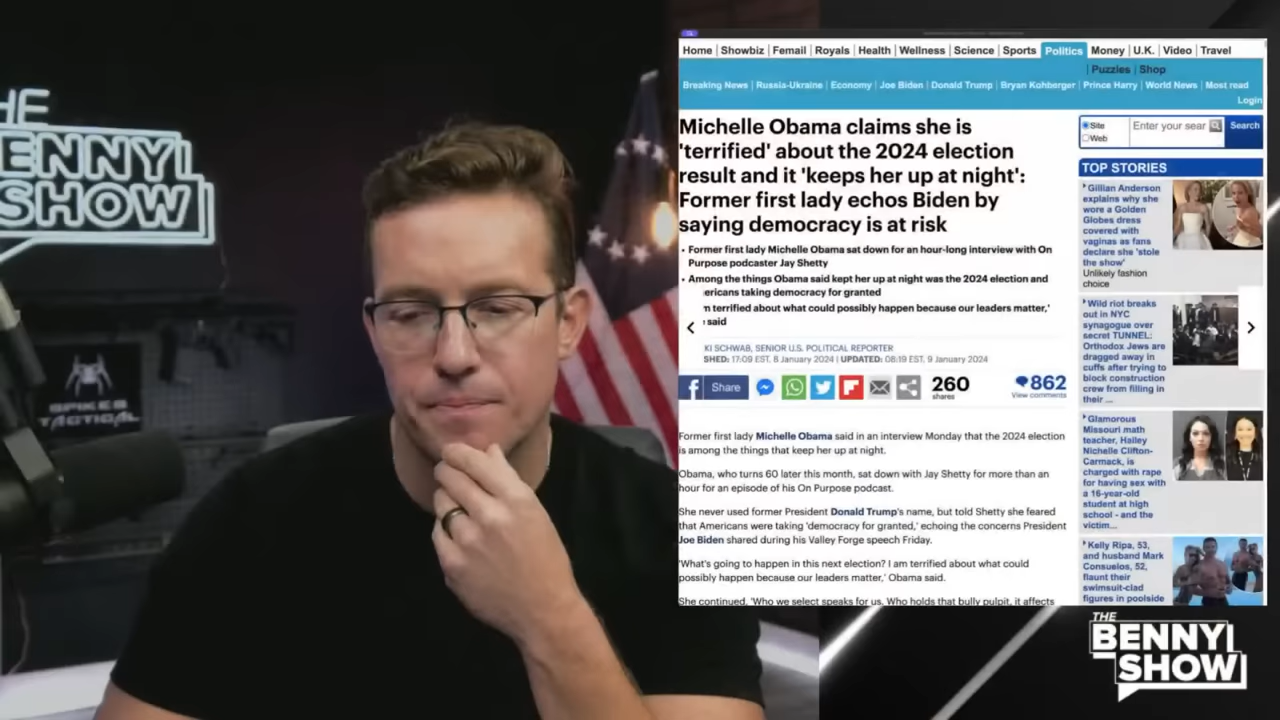 THE
BENNY
SHOW
SPIKES
TACTICAL
Home | Showbiz | Femail | Royals | Health | Wellness | Science | Sports | Politics | Money | U.K. | Video | Travel
| Puzzles | Shop
Breaking News | Russia-Ukraine | Economy | Joe Biden | Donald Trump | Bryan Kohberger | Prince Harry | World News | Most read
Login
Michelle Obama claims she is
'terrified' about the 2024 election
result and it 'keeps her up at night':
Former first lady echos Biden by
saying democracy is at risk
• Former first lady Michelle Obama sat down for an hour-long interview with On
Purpose podcaster Jay Shetty
• Among the things Obama said kept her up at night was the 2024 election and
ericans taking democracy for granted
m terrified about what could possibly happen because our leaders matter,'
said
KI SCHWAB, SENIOR U.S. POLITICAL REPORTER
SHED: 17:09 EST, 8 January 2024 | UPDATED: 08:19 EST, 9 January 2024
Share
260
shares
862
View comments
Former first lady Michelle Obama said in an interview Monday that the 2024 election
is among the things that keep her up at night.
Obama, who turns 60 later this month, sat down with Jay Shetty for more than an
hour for an episode of his On Purpose podcast.
She never used former President Donald Trump's name, but told Shetty she feared
that Americans were taking 'democracy for granted,' echoing the concerns President
Joe Biden shared during his Valley Forge speech Friday.
'What's going to happen in this next election? I am terrified about what could
possibly happen because our leaders matter,' Obama said.
She continued, 'Who we select speaks for us. Who holds that bully pulpit, it affects
Site
Web
Enter your sear
Search
TOP STORIES
Gillian Anderson
explains why she
wore a Golden
Globes dress
covered with
vaginas as fans
declare she 'stole
the show'
Unlikely fashion
choice
Wild riot breaks
out in NYC
synagogue over
secret TUNNEL:
Orthodox Jews are
dragged away in
cuffs after trying to
block construction
crew from filling in
their ...
Glamorous
Missouri math
teacher, Hailey
Nichelle Clifton-
Carmack, is
charged with rape
for having sex with
a 16-year-old
student at high
school - and the
victim...
Kelly Ripa, 53,
and husband Mark
Consuelos, 52,
flaunt their
swimsuit-clad
figures in poolside
THE
BENNY
SHOW